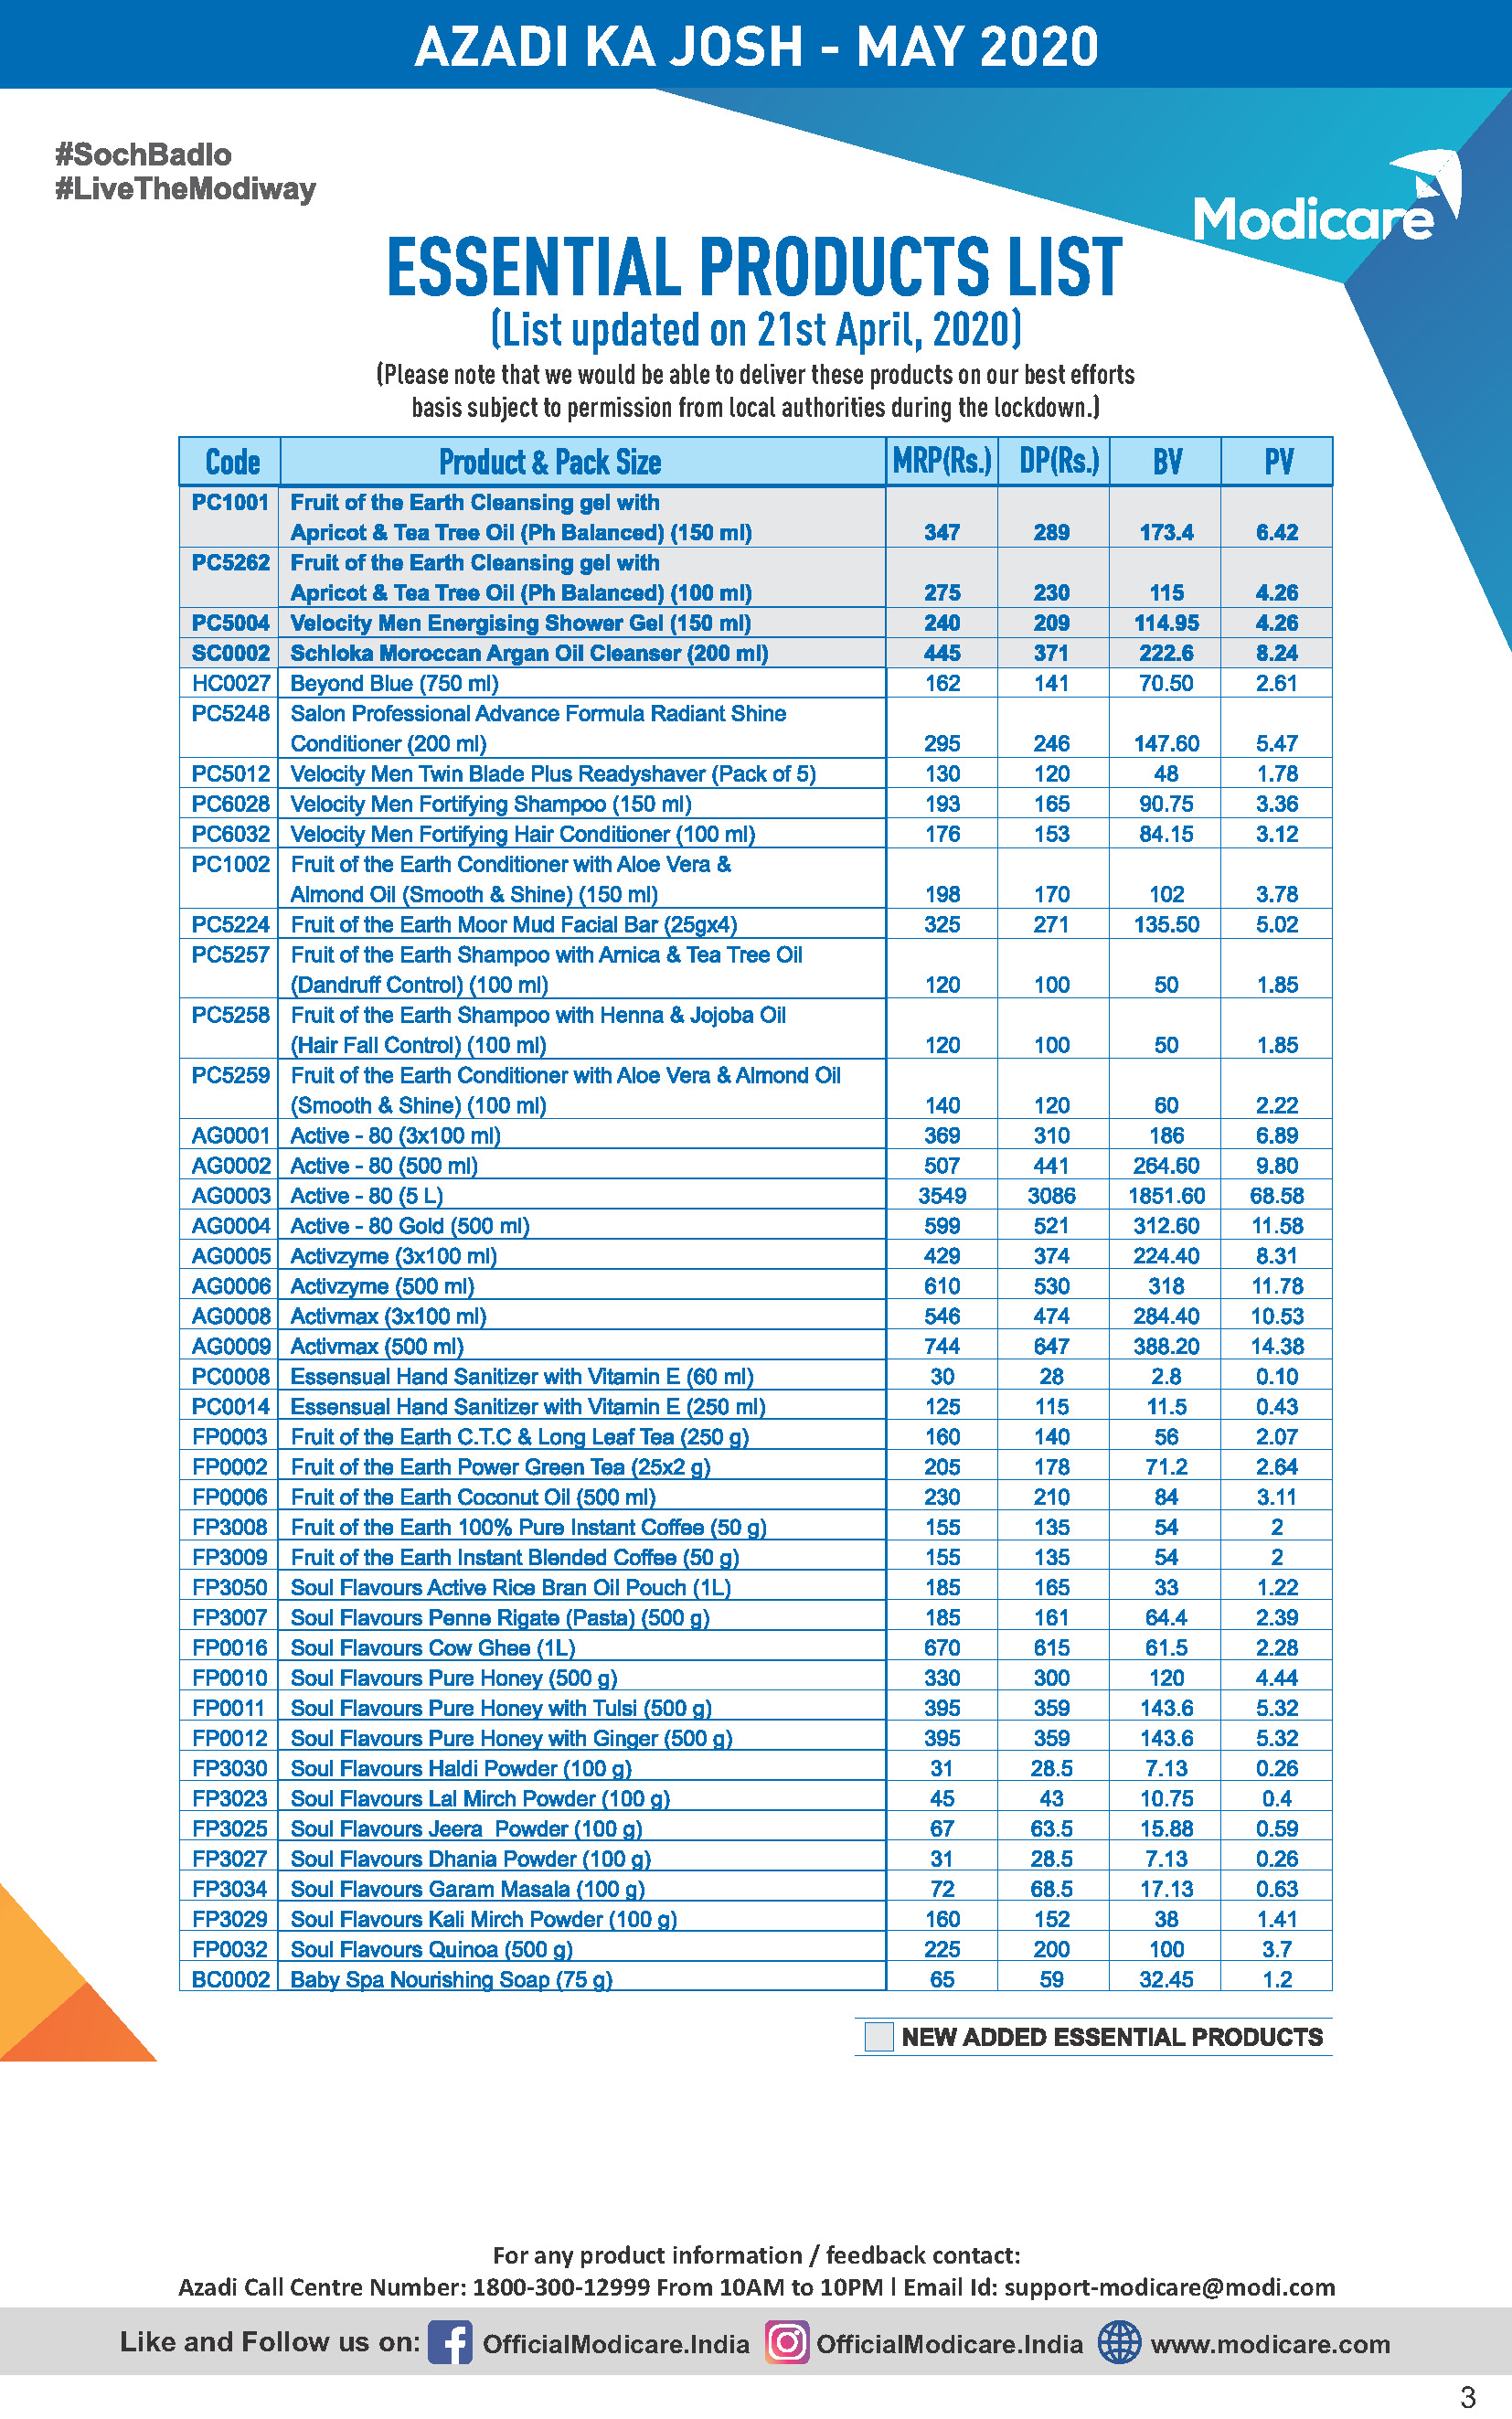 AZADI KA JOSH - MAY 2020
#SochBadlo
#LiveTheModiway
Modicare
ESSENTIAL PRODUCTS LIST
(List updated on 21st April, 2020)
(Please note that we would be able to deliver these products on our best efforts
basis subject to permission from local authorities during the lockdown.)
Code Product & Pack Size MRP(Rs.) DP(Rs.) BV PV
PC1001 Fruit of the Earth Cleansing gel with
Apricot & Tea Tree Oil (Ph Balanced) (150 ml) 347 289 173.4 6.42
PC5262 Fruit of the Earth Cleansing gel with
Apricot & Tea Tree Oil (Ph Balanced) (100 ml) 275 230 115 4.26
PC5004 Velocity Men Energising Shower Gel (150 ml) 240 209 114.95 4.26
SC0002 Schloka Moroccan Argan Oil Cleanser (200 ml) 445 371 222.6 8.24
HC0027 Beyond Blue (750 ml) 162 141 70.50 2.61
PC5248 Salon Professional Advance Formula Radiant Shine
Conditioner (200 ml) 295 246 147.60 5.47
PC5012 Velocity Men Twin Blade Plus Readyshaver (Pack of 5) 130 120 48 1.78
PC6028 Velocity Men Fortifying Shampoo (150 ml) 193 165 90.75 3.36
PC6032 Velocity Men Fortifying Hair Conditioner (100 ml) 176 153 84.15 3.12
PC1002 Fruit of the Earth Conditioner with Aloe Vera &
Almond Oil (Smooth & Shine) (150 ml) 198 170 102 3.78
PC5224 Fruit of the Earth Moor Mud Facial Bar (25gx4) 325 271 135.50 5.02
PC5257 Fruit of the Earth Shampoo with Arnica & Tea Tree Oil
(Dandruff Control) (100 ml) 120 100 50 1.85
PC5258 Fruit of the Earth Shampoo with Henna & Jojoba Oil
(Hair Fall Control) (100 ml) 120 100 50 1.85
PC5259 Fruit of the Earth Conditioner with Aloe Vera & Almond Oil
(Smooth & Shine) (100 ml) 140 120 60 2.22
AG0001 Active - 80 (3x100 ml) 369 310 186 6.89
AG0002 Active - 80 (500 ml) 507 441 264.60 9.80
AG0003 Active - 80 (5 L) 3549 3086 1851.60 68.58
AG0004 Active - 80 Gold (500 ml) 599 521 312.60 11.58
AG0005 Activzyme (3x100 ml) 429 374 224.40 8.31
AG0006 Activzyme (500 ml) 610 530 318 11.78
AG0008 Activmax (3x100 ml) 546 474 284.40 10.53
AG0009 Activmax (500 ml) 744 647 388.20 14.38
PC0008 Essensual Hand Sanitizer with Vitamin E (60 ml) 30 28 2.8 0.10
PC0014 Essensual Hand Sanitizer with Vitamin E (250 ml) 125 115 11.5 0.43
FP0003 Fruit of the Earth C.T.C & Long Leaf Tea (250 g) 160 140 56 2.07
FP0002 Fruit of the Earth Power Green Tea (25x2 g) 205 178 71.2 2.64
FP0006 Fruit of the Earth Coconut Oil (500 ml) 230 210 84 3.11
FP3008 Fruit of the Earth 100% Pure Instant Coffee (50 g) 155 135 54 2
FP3009 Fruit of the Earth Instant Blended Coffee (50 g) 155 135 54 2
FP3050 Soul Flavours Active Rice Bran Oil Pouch (1L) 185 165 33 1.22
FP3007 Soul Flavours Penne Rigate (Pasta) (500 g) 185 161 64.4 2.39
FP0016 Soul Flavours Cow Ghee (1L) 670 615 61.5 2.28
FP0010 Soul Flavours Pure Honey (500 g) 330 300 120 4.44
FP0011 Soul Flavours Pure Honey with Tulsi (500 g) 395 359 143.6 5.32
FP0012 Soul Flavours Pure Honey with Ginger (500 g) 395 359 143.6 5.32
FP3030 Soul Flavours Haldi Powder (100 g) 31 28.5 7.13 0.26
FP3023 Soul Flavours Lal Mirch Powder (100 g) 45 43 10.75 0.4
FP3025 Soul Flavours Jeera Powder (100 g) 67 63.5 15.88 0.59
FP3027 Soul Flavours Dhania Powder (100 g) 31 28.5 7.13 0.26
FP3034 Soul Flavours Garam Masala (100 g) 72 68.5 17.13 0.63
FP3029 Soul Flavours Kali Mirch Powder (100 g) 160 152 38 1.41
FP0032 Soul Flavours Quinoa (500 g) 225 200 100 3.7
BC0002 Baby Spa Nourishing Soap (75 g) 65 59 32.45 1.2
NEW ADDED ESSENTIAL PRODUCTS
For any product information / feedback contact:
Azadi Call Centre Number: 1800-300-12999 From 10AM to 10PM l Email Id: support-modicare@modi.com
Like and Follow us on: OfficialModicare.India OfficialModicare.India www.modicare.com
3